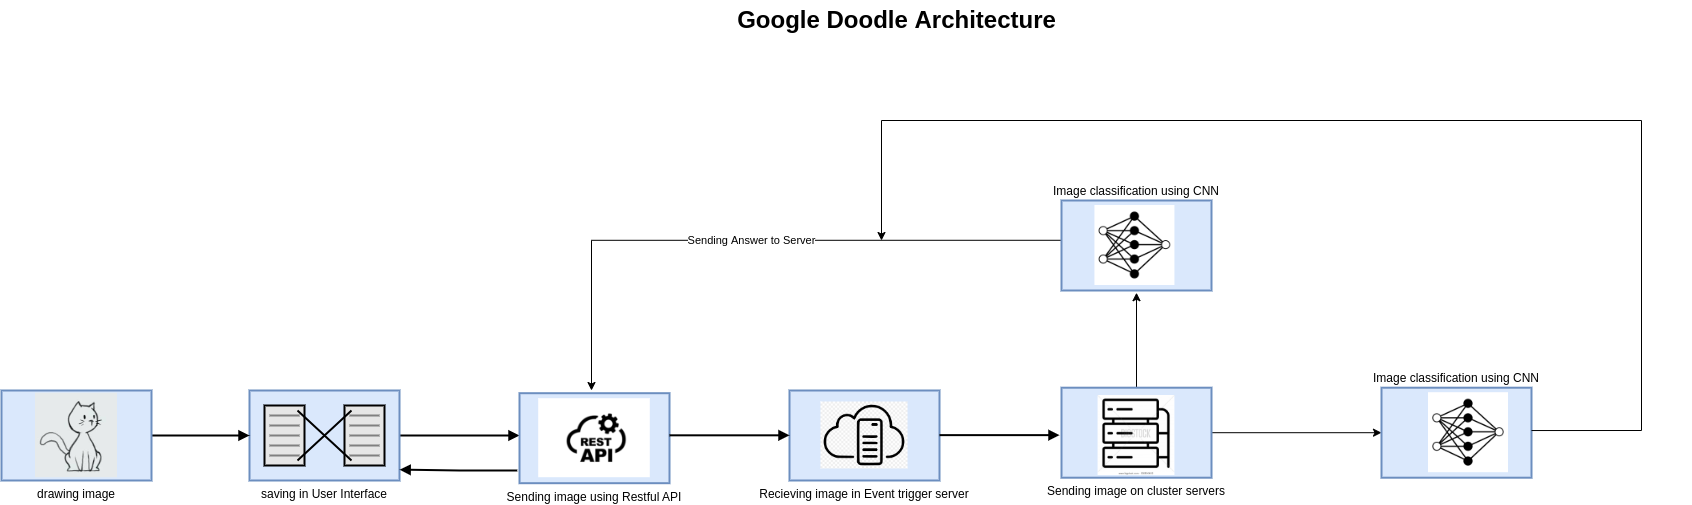 Google Doodle Architecture
Image classification using CNN
Sending Answer to Server
Image classification using CNN
REST
API
drawing image
saving in User Interface
Sending image using Restful API
Recieving image in Event trigger server
Sending image on cluster servers